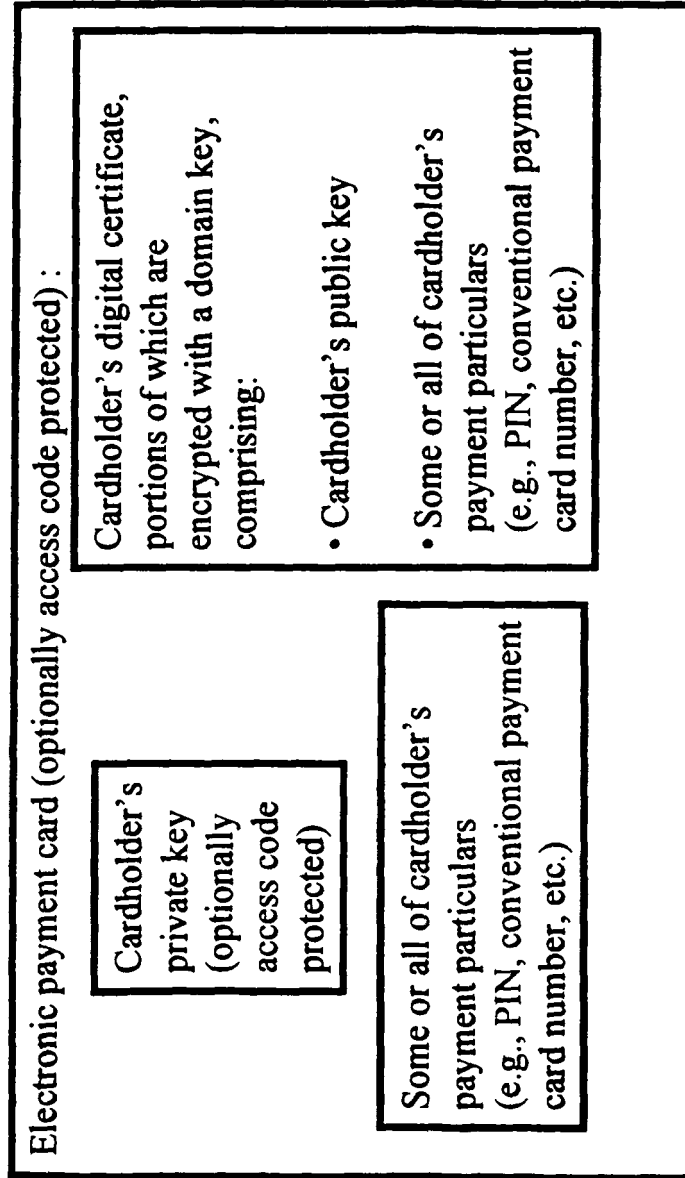 Electronic payment card (optionally access code protected) :
Cardholder's
private key
(optionally
access code
protected)
Some or all of cardholder's
payment particulars
(e.g., PIN, conventional payment
card number, etc.)
Cardholder's digital certificate,
portions of which are
encrypted with a domain key,
comprising:
• Cardholder's public key
• Some or all of cardholder's
payment particulars
(e.g., PIN, conventional payment
card number, etc.)